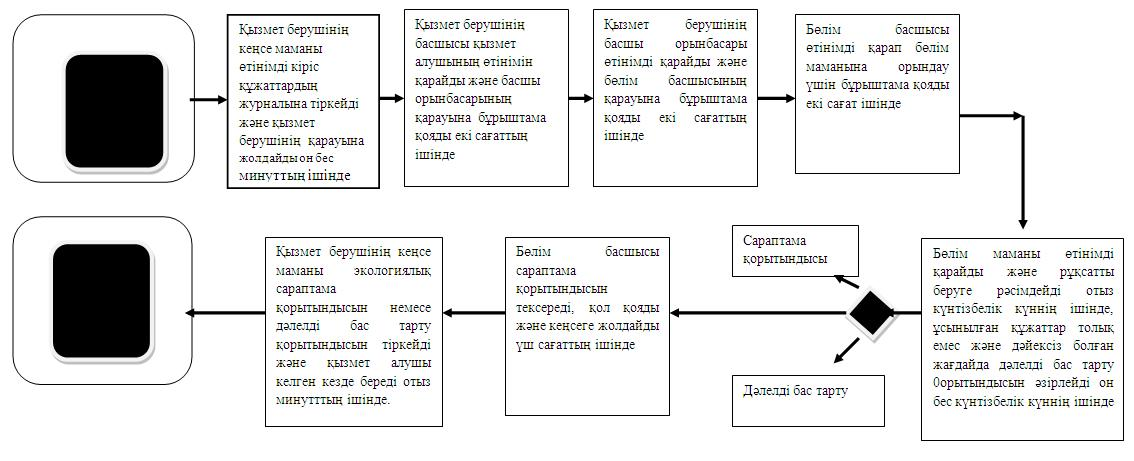 Қызмет берушінің
кеңсе маманы
өтінімді кіріс
құжаттардың
журналына тіркейді
және қызмет
берушінің қарауына
жолдайды он бес
минуттың ішінде
Қызмет берушінің
басшысы қызмет
алушының өтінімін
қарайды және басшы
орынбасарының
қарауына бұрыштама
қояды екі сағаттың
ішінде
Қызмет берушінің
басшы орынбасары
өтінімді қарайды және
бөлім басшысының
қарауына бұрыштама
қояды екі сағаттың
ішінде
Бөлім басшысы
өтінімді қарап бөлім
маманына орындау
үшін бұрыштама қояды
екі сағат ішінде
Бөлім маманы өтінімді
қарайды және рұқсатты
беруге рәсімдейді отыз
күнтізбелік күннің ішінде,
ұсынылған құжаттар толық
емес және дәйексіз болған
жағдайда дәлелді бас тарту
0орытындысын әзірлейді он
бес күнтізбелік күннің ішінде
Сараптама
қорытындысы
Дәлелді бас тарту
Бөлім басшысы
сараптама
қорытындысын
тексереді, қол қояды
және кеңсеге жолдайды
үш сағаттың ішінде
Қызмет берушінің кеңсе
маманы экологиялық
сараптама
қорытындысын немесе
дәлелді бас тарту
қорытындысын тіркейді
және қызмет алушы
келген кезде береді отыз
минутттың ішінде.